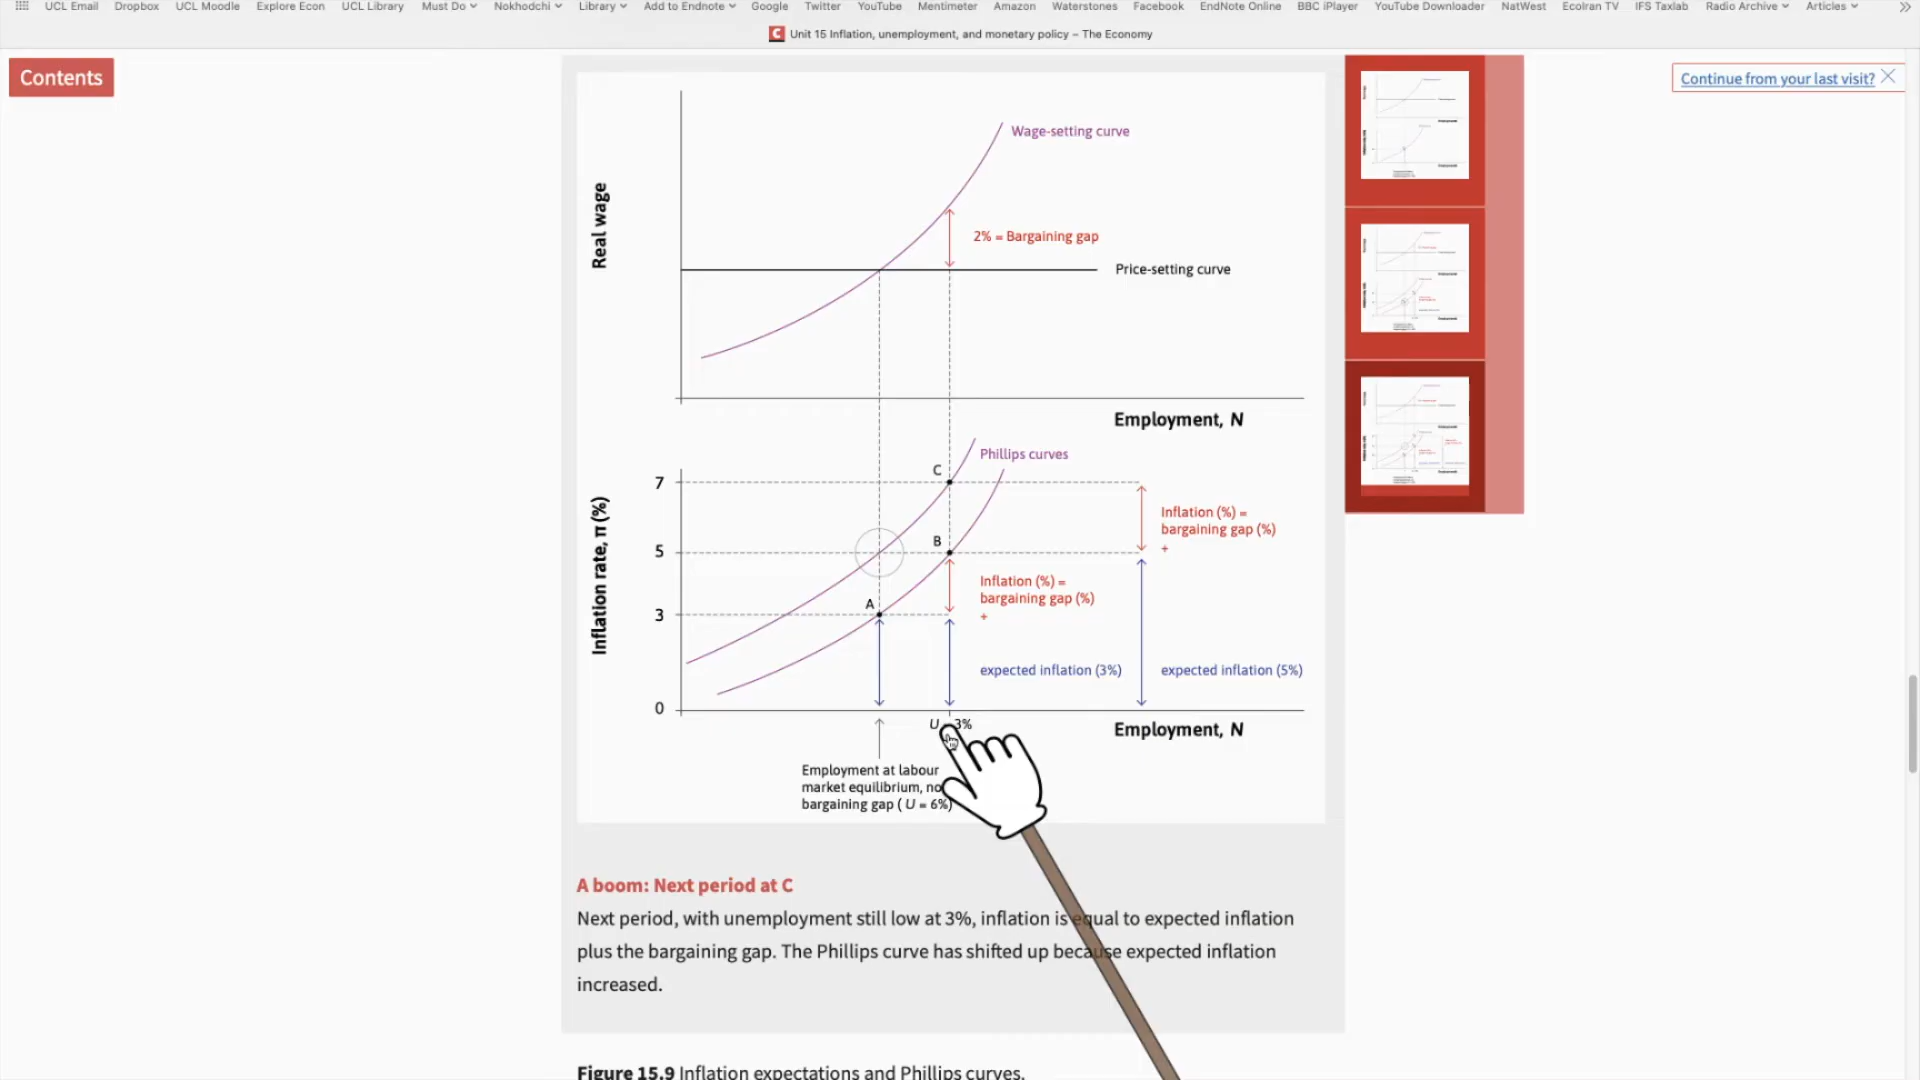 UCL Email Dropbox UCL Moodle Explore Econ UCL Library Must Do Nokhodchi Library Add to Endnote Google Twitter YouTube Mentimeter Amazon Waterstones Facebook EndNote Online BBC iPlayer YouTube Downloader NatWest EcoIran TV IFS Taxlab Radio Archive Articles
C Unit 15 Inflation, unemployment, and monetary policy – The Economy
Contents
Continue from your last visit?
Wage-setting curve
Real wage
2% = Bargaining gap
Price-setting curve
Employment, N
Phillips curves
C
7
Inflation (%) =
bargaining gap (%)
+
Inflation rate, π (%)
B
5
Inflation (%) =
bargaining gap (%)
+
A
3
expected inflation (3%)
expected inflation (5%)
0
U = 3%
Employment, N
Employment at labour
market equilibrium, no
bargaining gap ( U = 6%)
A boom: Next period at C
Next period, with unemployment still low at 3%, inflation is equal to expected inflation
plus the bargaining gap. The Phillips curve has shifted up because expected inflation
increased.
Figure 15.9 Inflation expectations and Phillips curves.